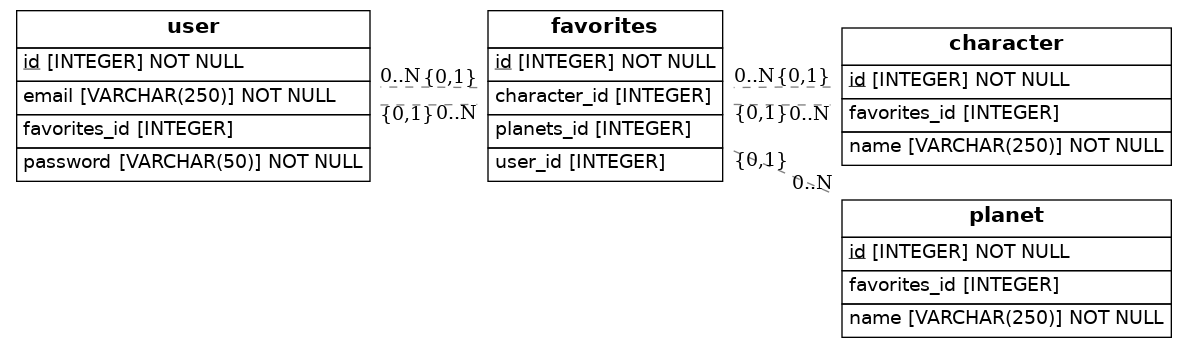 user
id [INTEGER] NOT NULL
email [VARCHAR(250)] NOT NULL
favorites_id [INTEGER]
password [VARCHAR(50)] NOT NULL
0..N {0,1}
{0,1} 0..N
favorites
id [INTEGER] NOT NULL
character_id [INTEGER]
planets_id [INTEGER]
user_id [INTEGER]
0..N {0,1}
{0,1} 0..N
{0,1}
0..N
character
id [INTEGER] NOT NULL
favorites_id [INTEGER]
name [VARCHAR(250)] NOT NULL
planet
id [INTEGER] NOT NULL
favorites_id [INTEGER]
name [VARCHAR(250)] NOT NULL